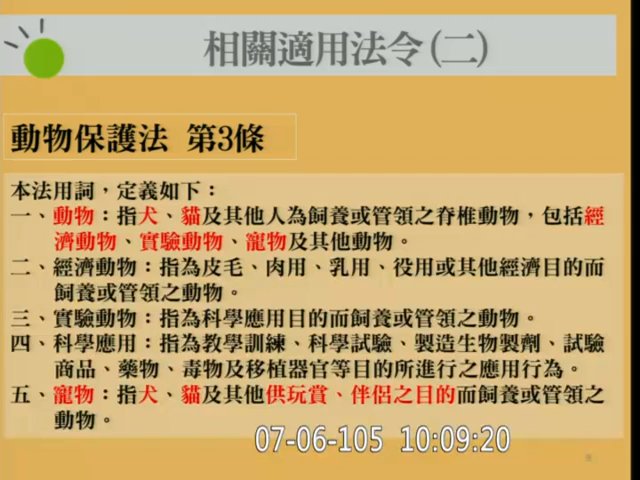 相關適用法令(二)
動物保護法 第3條
本法用詞，定義如下：
一、動物：指犬、貓及其他人為飼養或管領之脊椎動物，包括經
濟動物、實驗動物、寵物及其他動物。
二、經濟動物：指為皮毛、肉用、乳用、役用或其他經濟目的而
飼養或管領之動物。
三、實驗動物：指為科學應用目的而飼養或管領之動物。
四、科學應用：指為教學訓練、科學試驗、製造生物製劑、試驗
商品、藥物、毒物及移植器官等目的所進行之應用行為。
五、寵物：指犬、貓及其他供玩賞、伴侶之目的而飼養或管領之
動物。
07-06-105 10:09:20